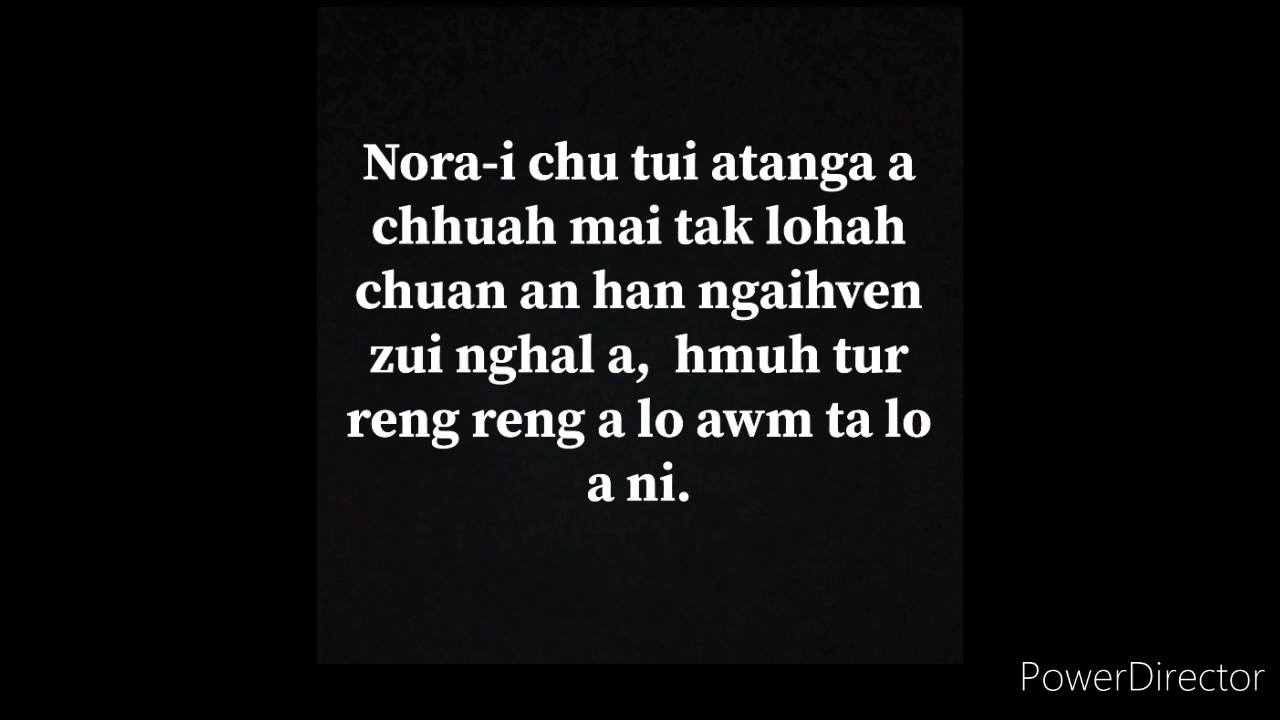 Nora-i chu tui atanga a
chhuah mai tak lohah
chuan an han ngaihven
zui nghal a,  hmuh tur
reng reng a lo awm ta lo
a ni.
PowerDirector